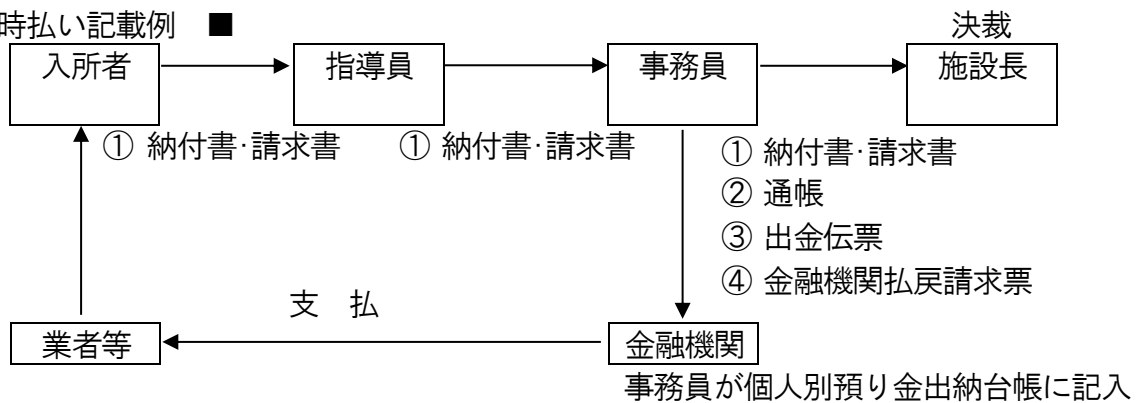 時払い記載例 ■
決裁
入所者
指導員
事務員
施設長
① 納付書･請求書
① 納付書･請求書
① 納付書･請求書
② 通帳
③ 出金伝票
④ 金融機関払戻請求票
支 払
業者等
金融機関
事務員が個人別預り金出納台帳に記入